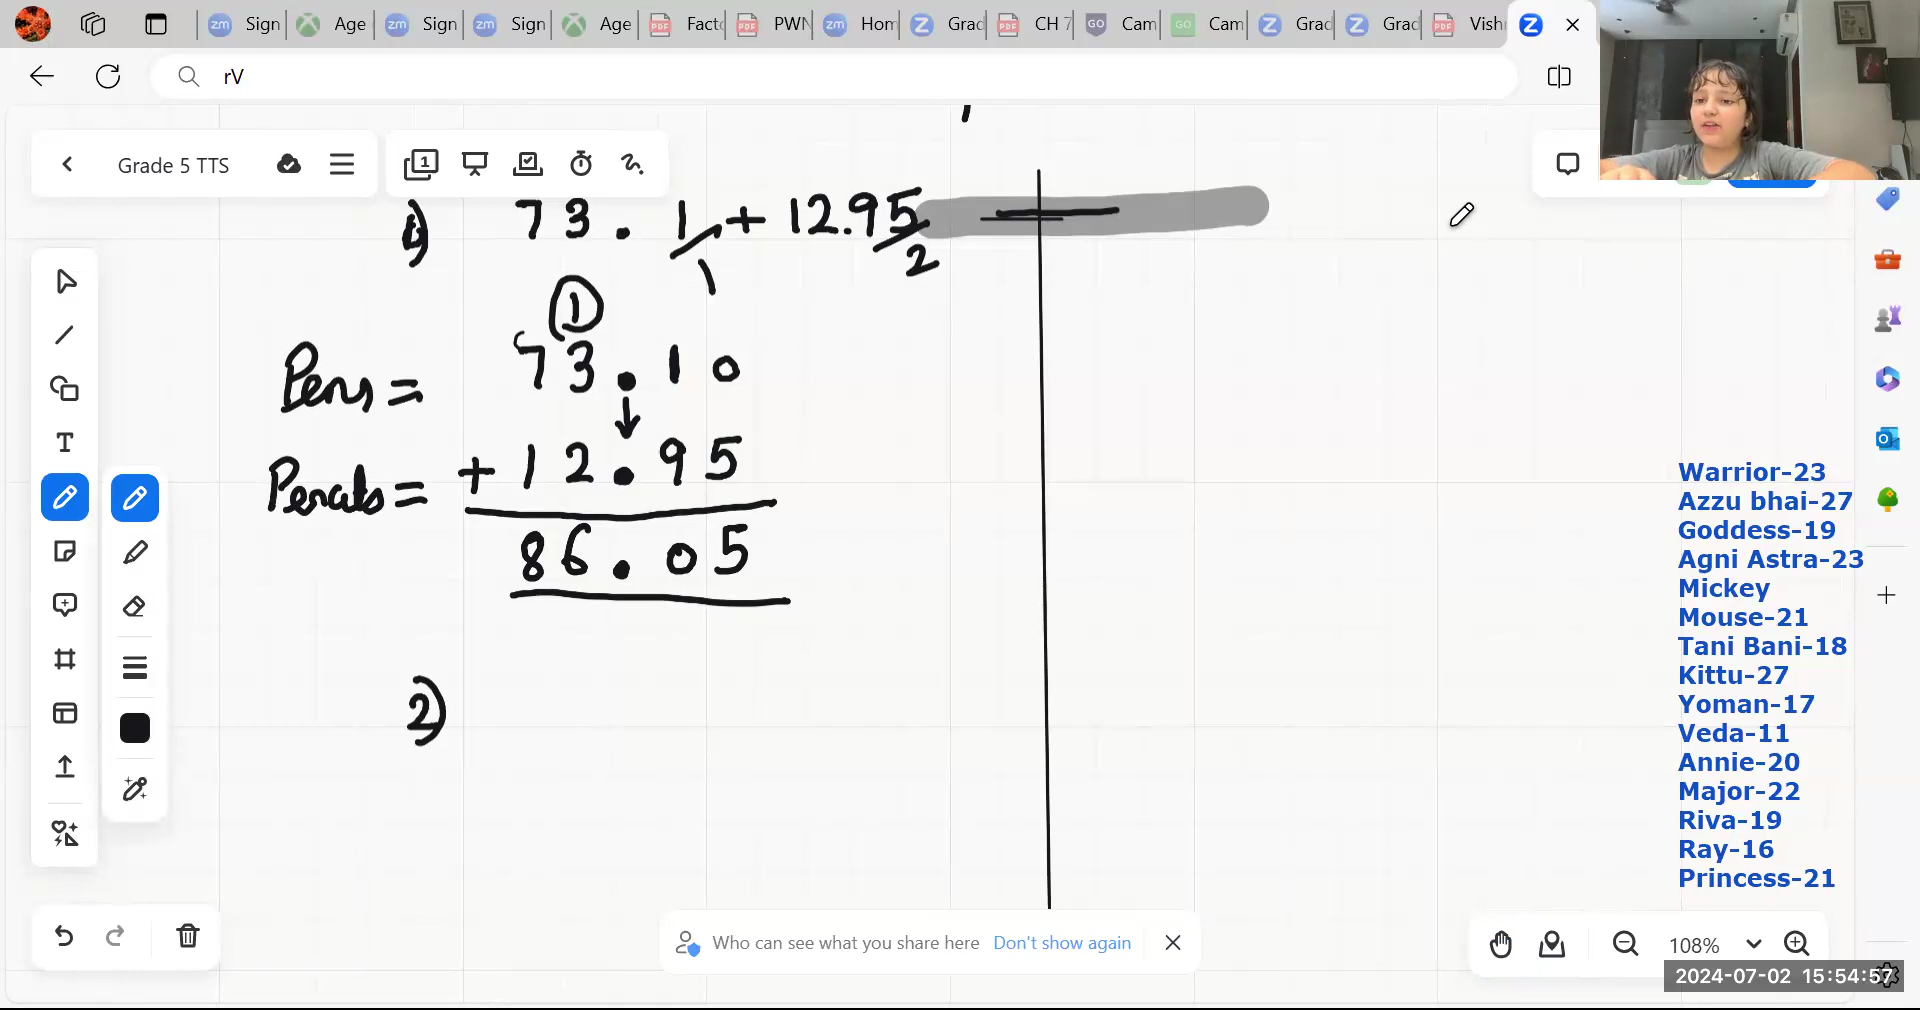 Sign
Age
Sign
Sign
Age
Facto
PWN
Hom
Grad
CH 7
Cam
Cam
Grad
Grad
Vish
rV
Grade 5 TTS
1
1) 73.1 + 12.95
1 2
1
Pens = 73.10
Pencils = + 12.95
86.05
2)
Warrior-23
Azzu bhai-27
Goddess-19
Agni Astra-23
Mickey
Mouse-21
Tani Bani-18
Kittu-27
Yoman-17
Veda-11
Annie-20
Major-22
Riva-19
Ray-16
Princess-21
Who can see what you share here Don't show again
108%
2024-07-02 15:54:57